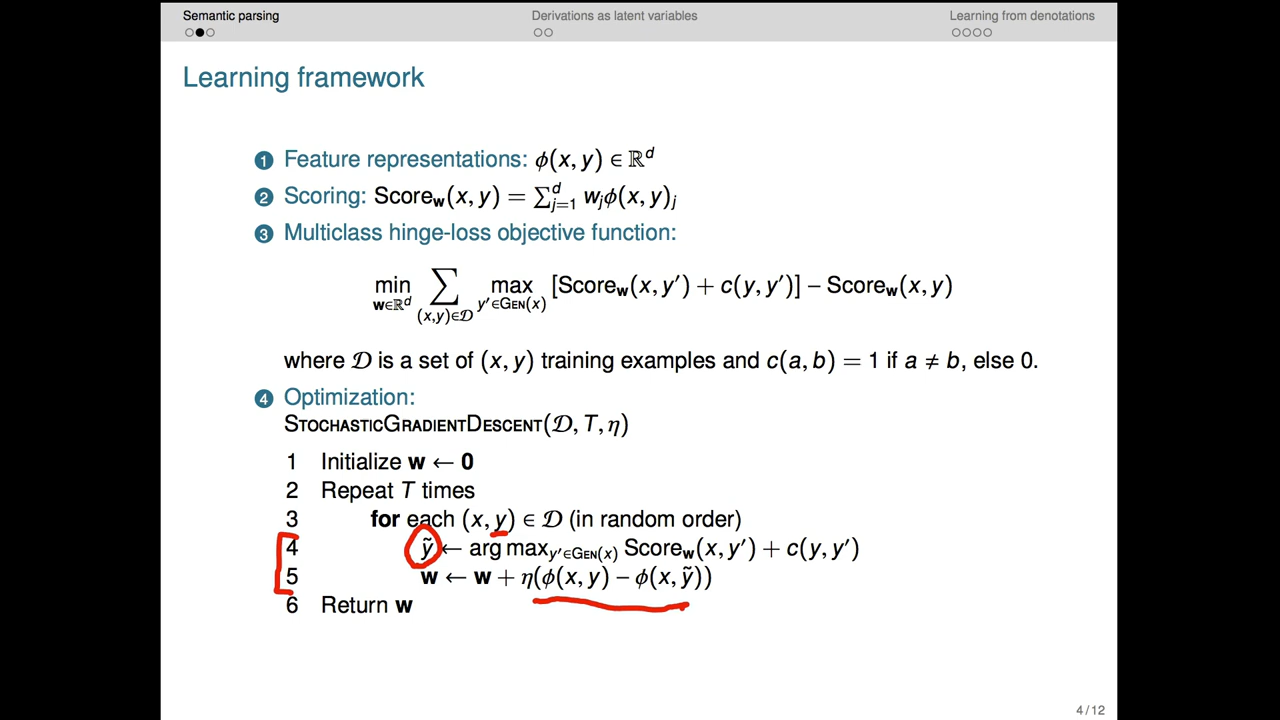 Semantic parsing Derivations as latent variables Learning from denotations
Learning framework
1 Feature representations: ϕ(x, y) ∈ ℝᵈ
2 Scoring: Score_w(x, y) = ∑_{j=1}^{d} w_jϕ(x, y)_j
3 Multiclass hinge-loss objective function:
min_{w∈ℝᵈ} ∑_{(x,y)∈𝒟} max_{y′∈GEN(x)} [Score_w(x, y′) + c(y, y′)] − Score_w(x, y)
where 𝒟 is a set of (x, y) training examples and c(a, b) = 1 if a ≠ b, else 0.
4 Optimization:
STOCHASTICGRADIENTDESCENT(𝒟, T, η)
1 Initialize w ← 0
2 Repeat T times
3 for each (x, y) ∈ 𝒟 (in random order)
4 ỹ ← arg max_{y′∈GEN(x)} Score_w(x, y′) + c(y, y′)
5 w ← w + η(ϕ(x, y) − ϕ(x, ỹ))
6 Return w
4 / 12